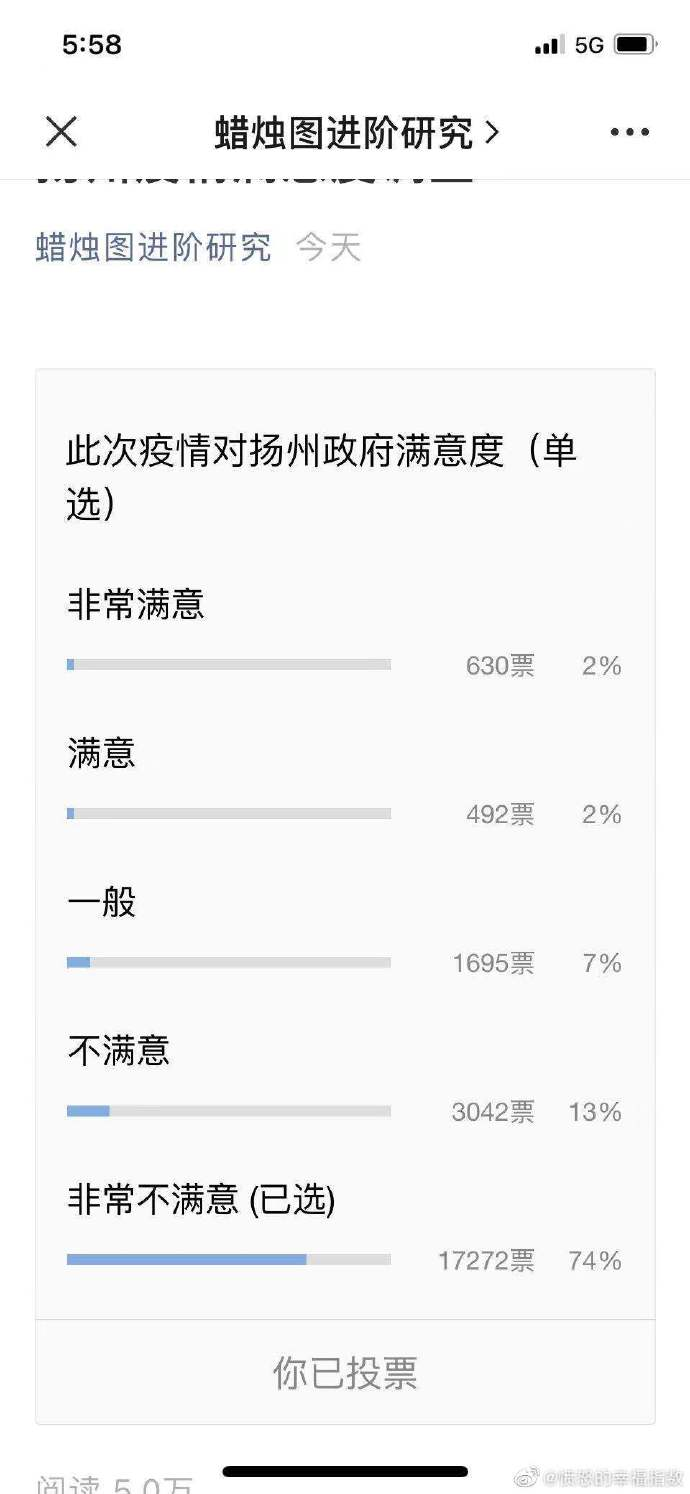 5:58
5G
蜡烛图进阶研究
蜡烛图进阶研究 今天
此次疫情对扬州政府满意度（单
选）
非常满意
630票 2%
满意
492票 2%
一般
1695票 7%
不满意
3042票 13%
非常不满意 (已选)
17272票 74%
你已投票
阅读 5.0万
@愤怒的幸福指数